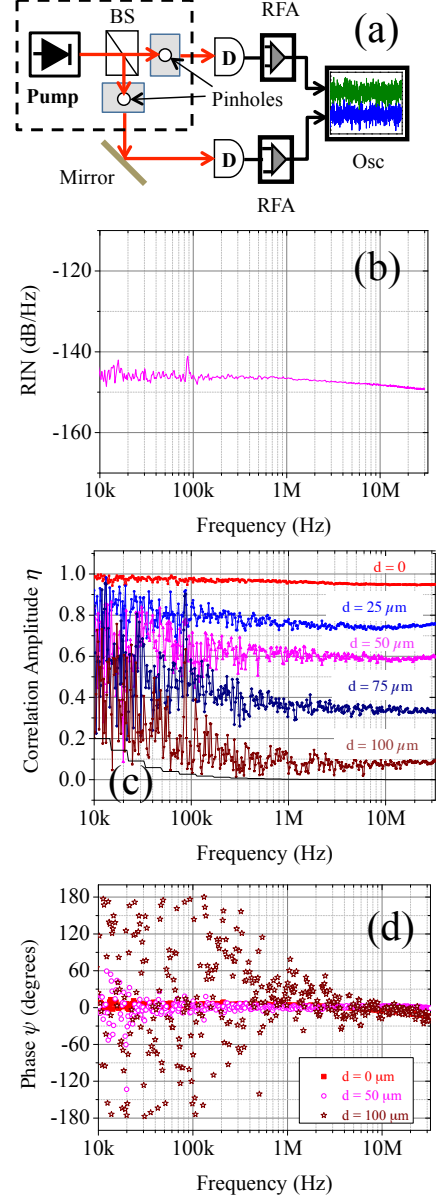 BS
RFA
(a)
D
Pump
Pinholes
D
Mirror
Osc
RFA
(b)
-120
-140
-160
RIN (dB/Hz)
10k 100k 1M 10M
Frequency (Hz)
1.0
0.8
0.6
0.4
0.2
0.0
Correlation Amplitude η
d = 0
d = 25 µm
d = 50 µm
d = 75 µm
d = 100 µm
(c)
10k 100k 1M 10M
Frequency (Hz)
180
120
60
0
-60
-120
-180
Phase ψ (degrees)
(d)
d = 0 µm
d = 50 µm
d = 100 µm
10k 100k 1M 10M
Frequency (Hz)